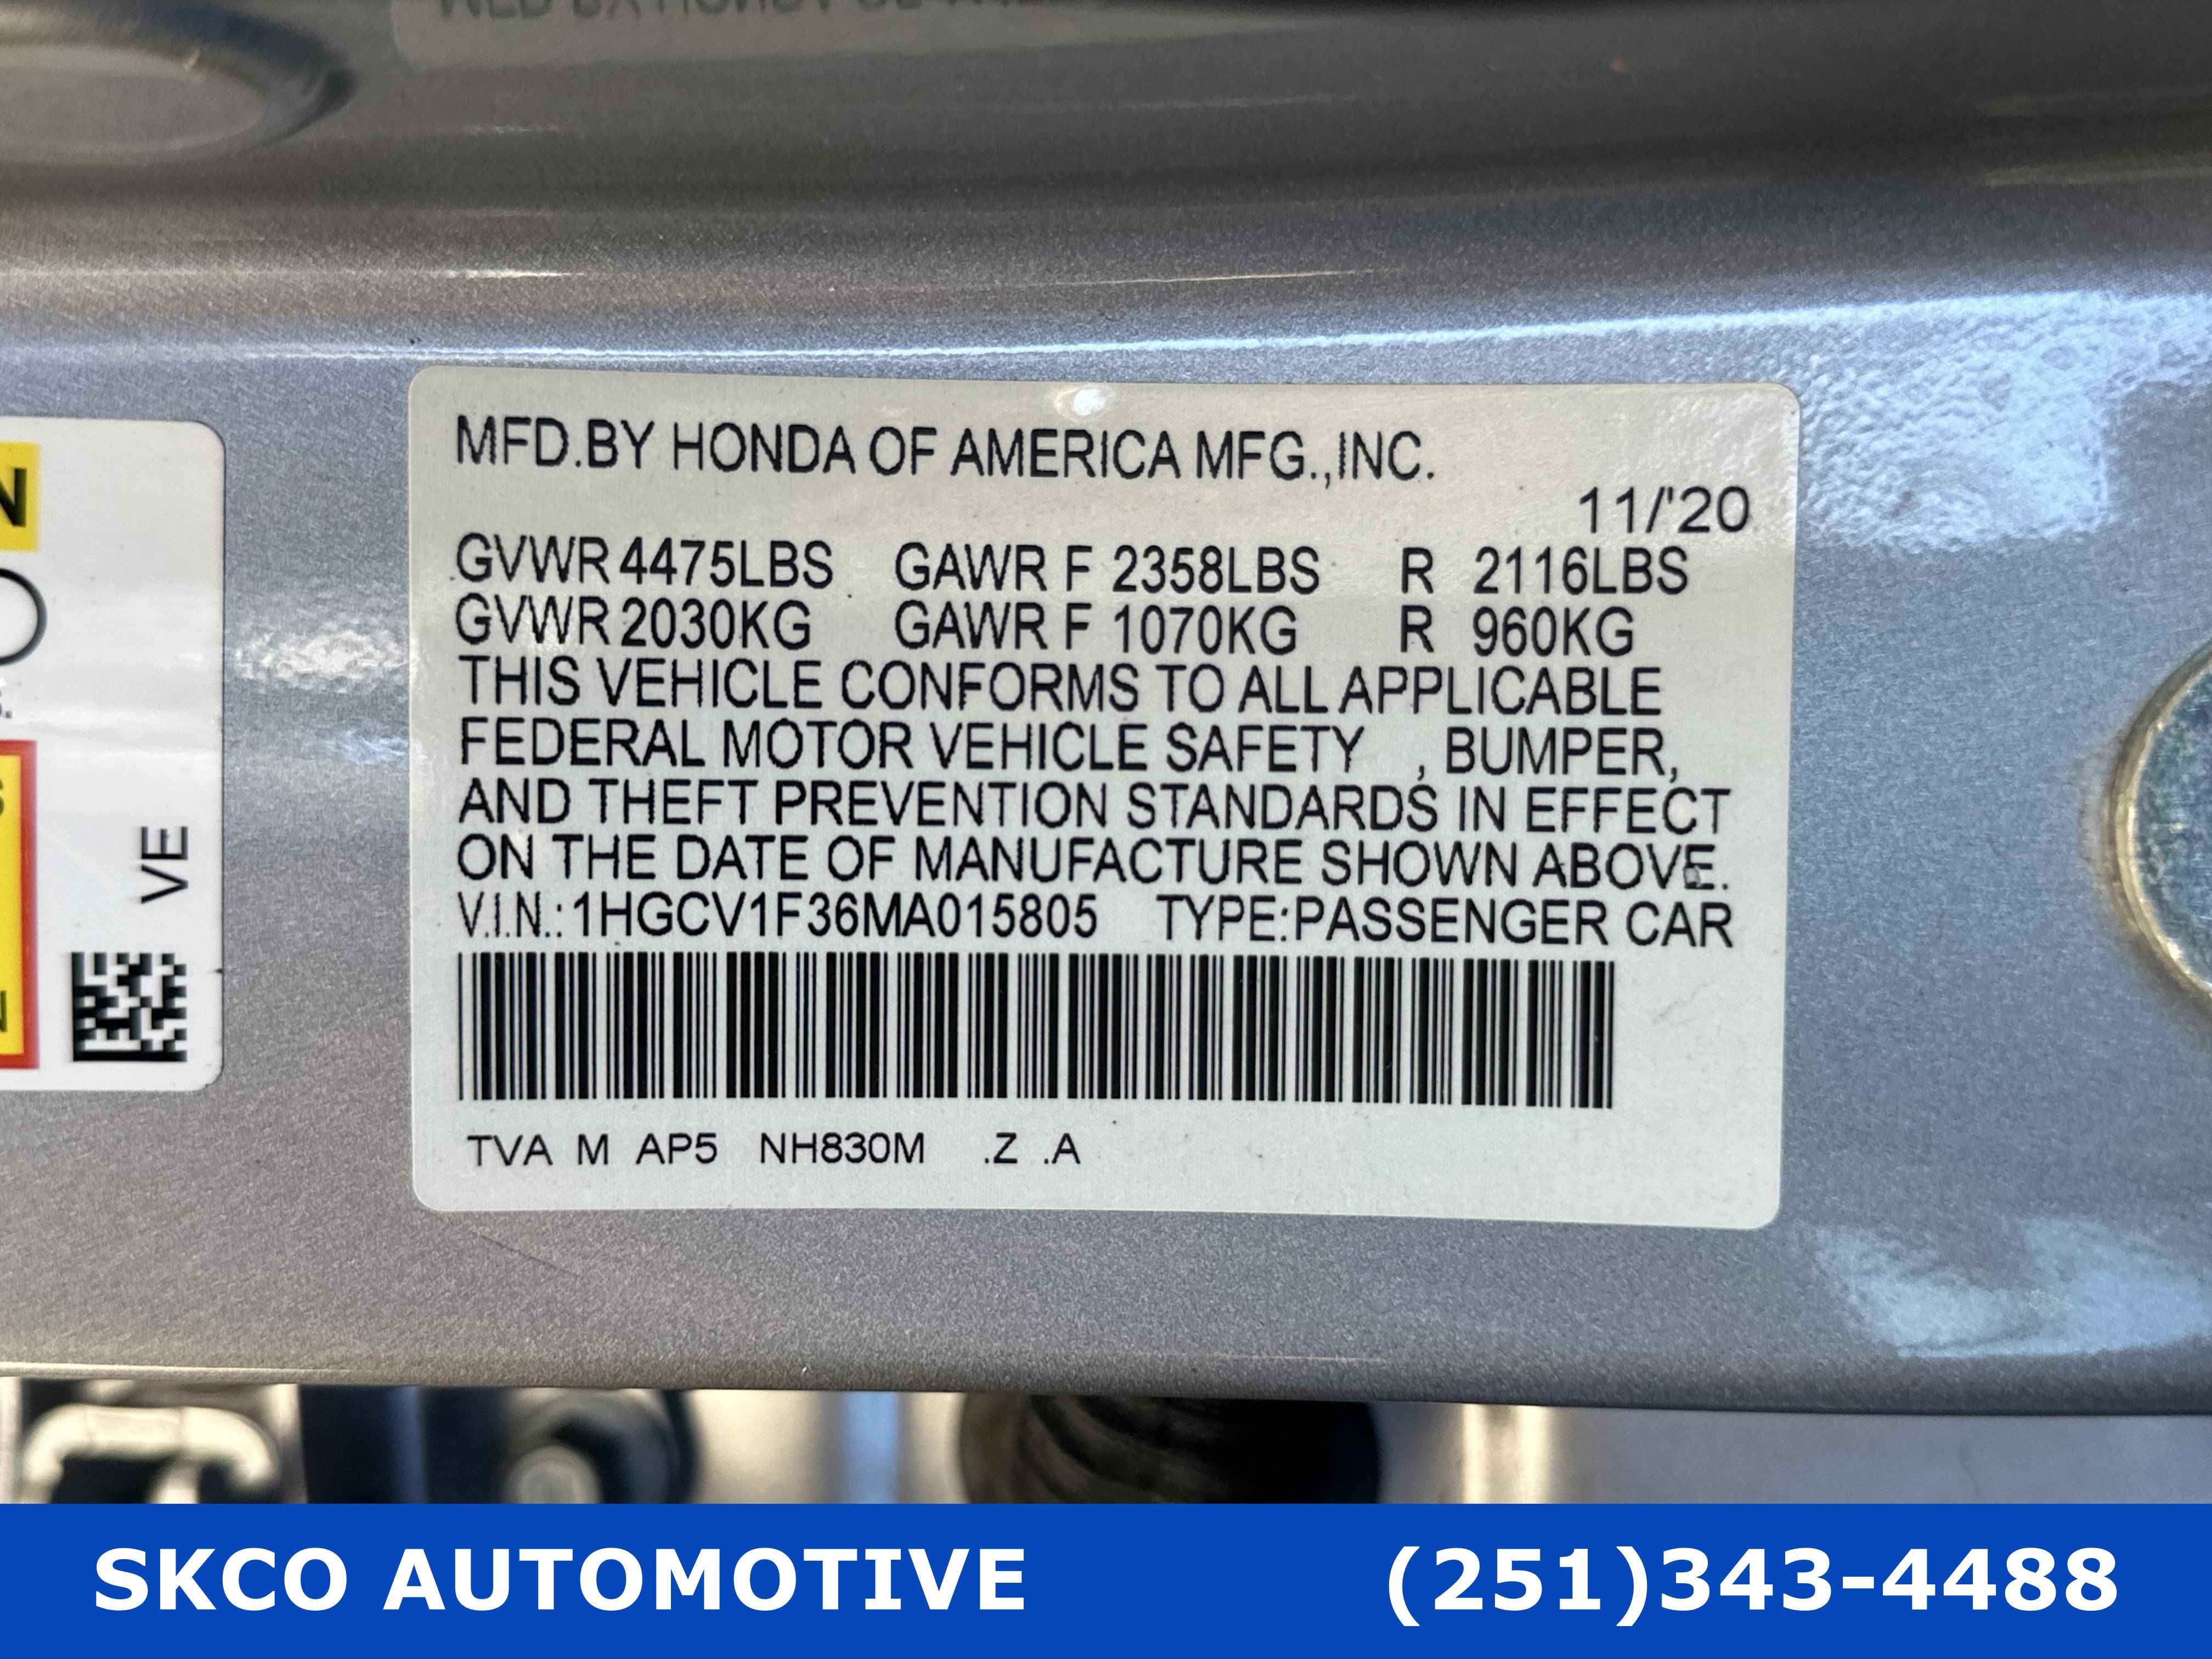 MFD.BY HONDA OF AMERICA MFG.,INC.
11/'20
GVWR 4475LBS GAWR F 2358LBS R 2116LBS
GVWR 2030KG GAWR F 1070KG R 960KG
THIS VEHICLE CONFORMS TO ALL APPLICABLE
FEDERAL MOTOR VEHICLE SAFETY , BUMPER,
AND THEFT PREVENTION STANDARDS IN EFFECT
ON THE DATE OF MANUFACTURE SHOWN ABOVE.
V.I.N.: 1HGCV1F36MA015805 TYPE:PASSENGER CAR
TVA M AP5 NH830M .Z .A
VE
SKCO AUTOMOTIVE (251)343-4488